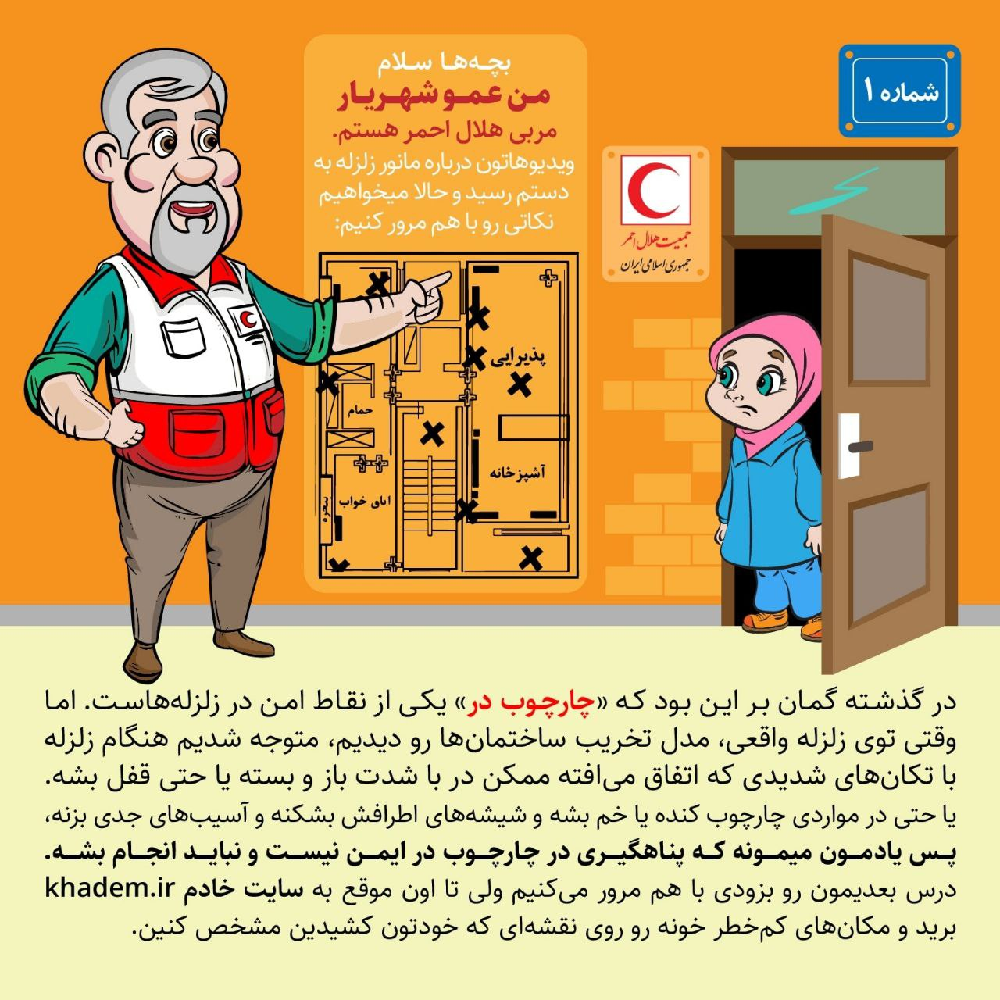 شماره ۱
بچه‌ها سلام
من عمو شهریار
مربی هلال احمر هستم.
ویدیوهاتون درباره مانور زلزله به
دستم رسید و حالا میخواهیم
نکاتی رو با هم مرور کنیم:
جمعیت هلال احمر
جمهوری اسلامی ایران
پذیرایی
حمام
آشپزخانه
اتاق خواب
پنجره
در گذشته گمان بر این بود که «چارچوب در» یکی از نقاط امن در زلزله‌هاست. اما
وقتی توی زلزله واقعی، مدل تخریب ساختمان‌ها رو دیدیم، متوجه شدیم هنگام زلزله
با تکان‌های شدیدی که اتفاق می‌افته ممکن در با شدت باز و بسته یا حتی قفل بشه.
یا حتی در مواردی چارچوب کنده یا خم بشه و شیشه‌های اطرافش بشکنه و آسیب‌های جدی بزنه،
پس یادمون میمونه که پناهگیری در چارچوب در ایمن نیست و نباید انجام بشه.
درس بعدیمون رو بزودی با هم مرور می‌کنیم ولی تا اون موقع به سایت خادم khadem.ir
برید و مکان‌های کم‌خطر خونه رو روی نقشه‌ای که خودتون کشیدین مشخص کنین.